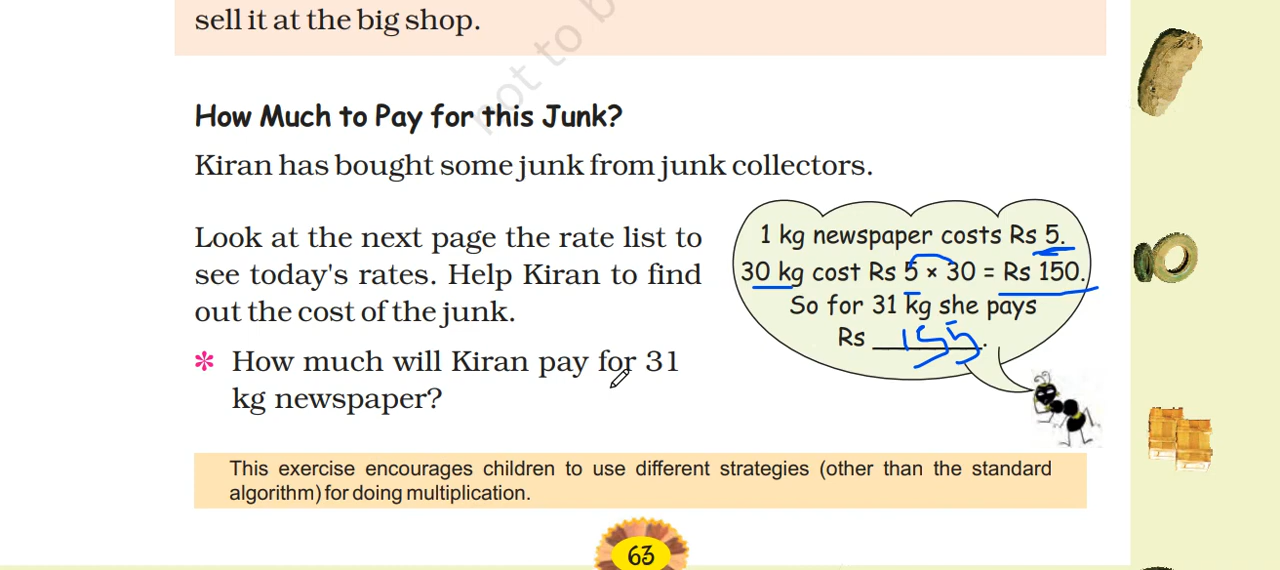 sell it at the big shop.
not to b
How Much to Pay for this Junk?
Kiran has bought some junk from junk collectors.
Look at the next page the rate list to
see today's rates. Help Kiran to find
out the cost of the junk.
1 kg newspaper costs Rs 5.
30 kg cost Rs 5 × 30 = Rs 150.
So for 31 kg she pays
Rs 155.
* How much will Kiran pay for 31
kg newspaper?
This exercise encourages children to use different strategies (other than the standard
algorithm) for doing multiplication.
63